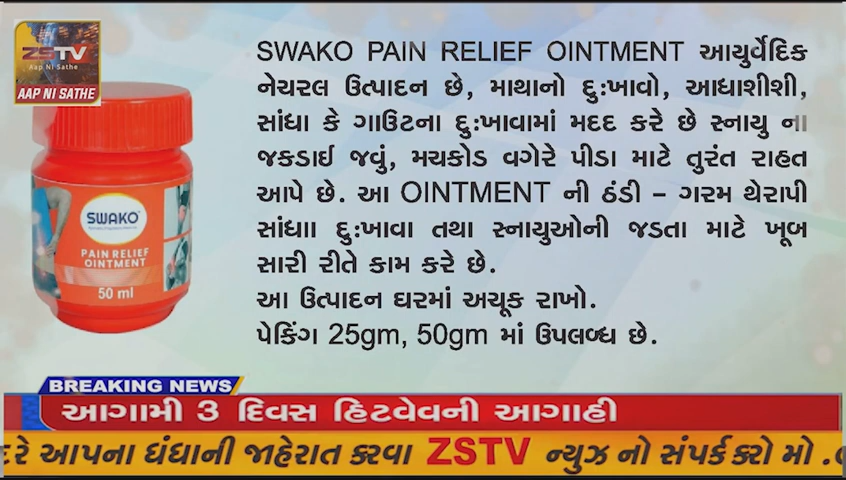 ZSTV
Aap Ni Sathe
AAP NI SATHE
SWAKO PAIN RELIEF OINTMENT આયુર્વેદિક
નેચરલ ઉત્પાદન છે, માથાનો દુઃખાવો, આધાશીશી,
સાંધા કે ગાઉટના દુઃખાવામાં મદદ કરે છે સ્નાયુ ના
જકડાઈ જવું, મચકોડ વગેરે પીડા માટે તુરંત રાહત
આપે છે. આ OINTMENT ની ઠંડી – ગરમ થેરાપી
સાંધાા દુઃખાવા તથા સ્નાયુઓની જડતા માટે ખૂબ
સારી રીતે કામ કરે છે.
આ ઉત્પાદન ઘરમાં અચૂક રાખો.
પેકિંગ 25gm, 50gm માં ઉપલબ્ધ છે.
SWAKO
PAIN RELIEF
OINTMENT
50 ml
BREAKING NEWS
આગામી 3 દિવસ હિટવેવની આગાહી
દરે આપના ધંધાની જાહેરાત કરવા ZSTV ન્યુઝ નો સંપર્ક કરો મો .